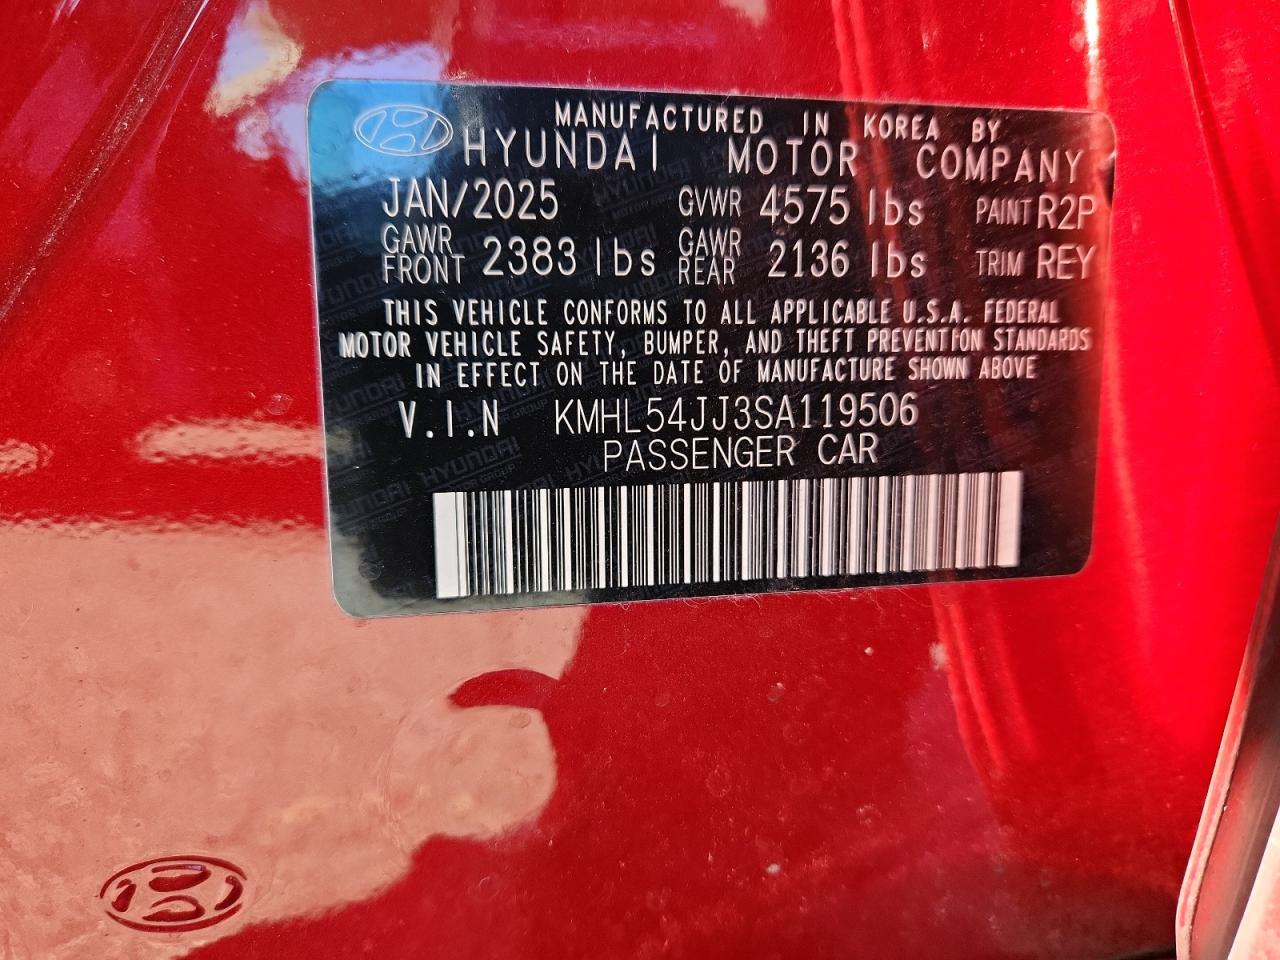 MANUFACTURED IN KOREA BY
HYUNDAI MOTOR COMPANY
JAN/2025 GVWR 4575 lbs PAINT R2P
GAWR FRONT 2383 lbs GAWR REAR 2136 lbs TRIM REY
THIS VEHICLE CONFORMS TO ALL APPLICABLE U.S.A. FEDERAL
MOTOR VEHICLE SAFETY, BUMPER, AND THEFT PREVENTION STANDARDS
IN EFFECT ON THE DATE OF MANUFACTURE SHOWN ABOVE
V.I.N KMHL54JJ3SA119506
PASSENGER CAR